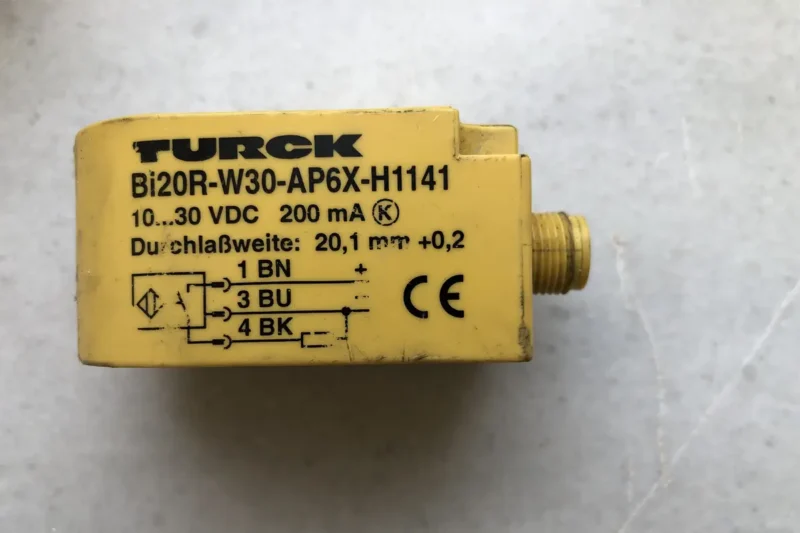 TURCK
Bi20R-W30-AP6X-H1141
10...30 VDC 200 mA K
Durchlaßweite: 20,1 mm +0,2
1 BN +
3 BU -
4 BK
CE